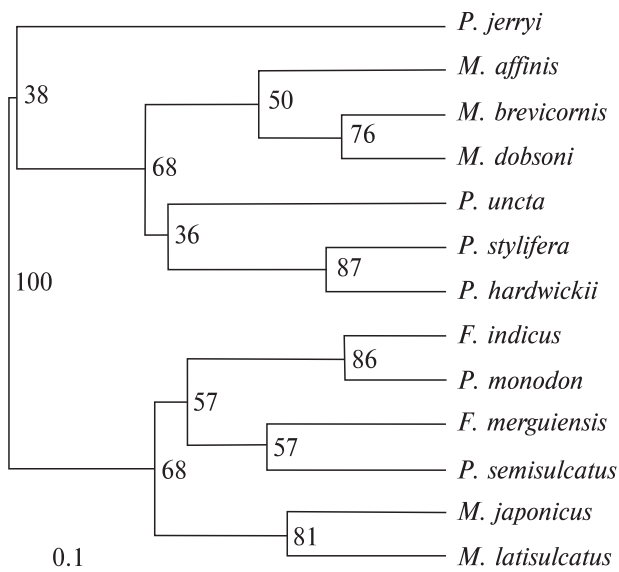 P. jerryi
M. affinis
38
50
M. brevicornis
76
M. dobsoni
68
P. uncta
36
P. stylifera
87
P. hardwickii
100
F. indicus
86
P. monodon
57
F. merguiensis
57
P. semisulcatus
68
M. japonicus
81
M. latisulcatus
0.1